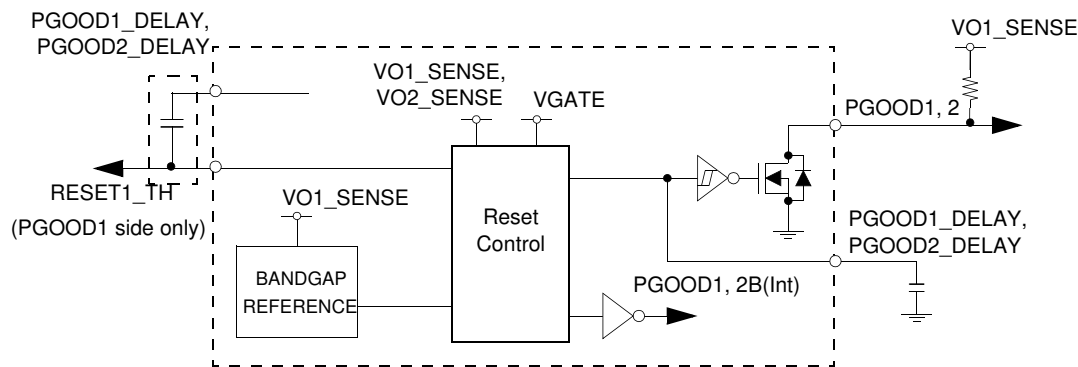 PGOOD1_DELAY,
PGOOD2_DELAY
VO1_SENSE
VO1_SENSE,
VO2_SENSE
VGATE
PGOOD1, 2
RESET1_TH
(PGOOD1 side only)
VO1_SENSE
Reset
Control
PGOOD1_DELAY,
PGOOD2_DELAY
BANDGAP
REFERENCE
PGOOD1, 2B(Int)